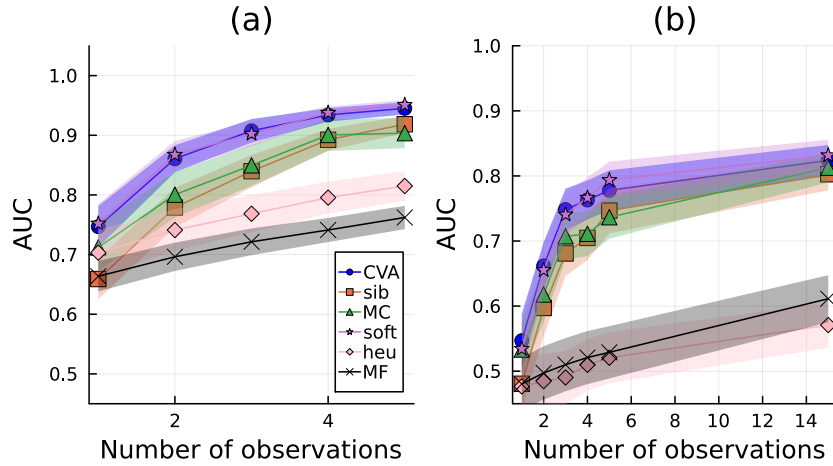 (a)
(b)
1.0
0.9
0.8
0.7
0.6
0.5
AUC
2
4
Number of observations
CVA
sib
MC
soft
heu
MF
1.0
0.9
0.8
0.7
0.6
0.5
AUC
2 4 6 8 10 12 14
Number of observations